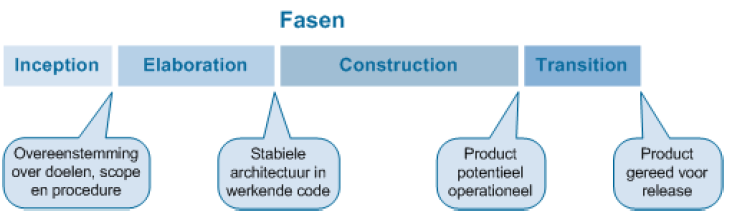 Fasen
Inception
Elaboration
Construction
Transition
Overeenstemming
over doelen, scope
en procedure
Stabiele
architectuur in
werkende code
Product
potentieel
operationeel
Product
gereed voor
release